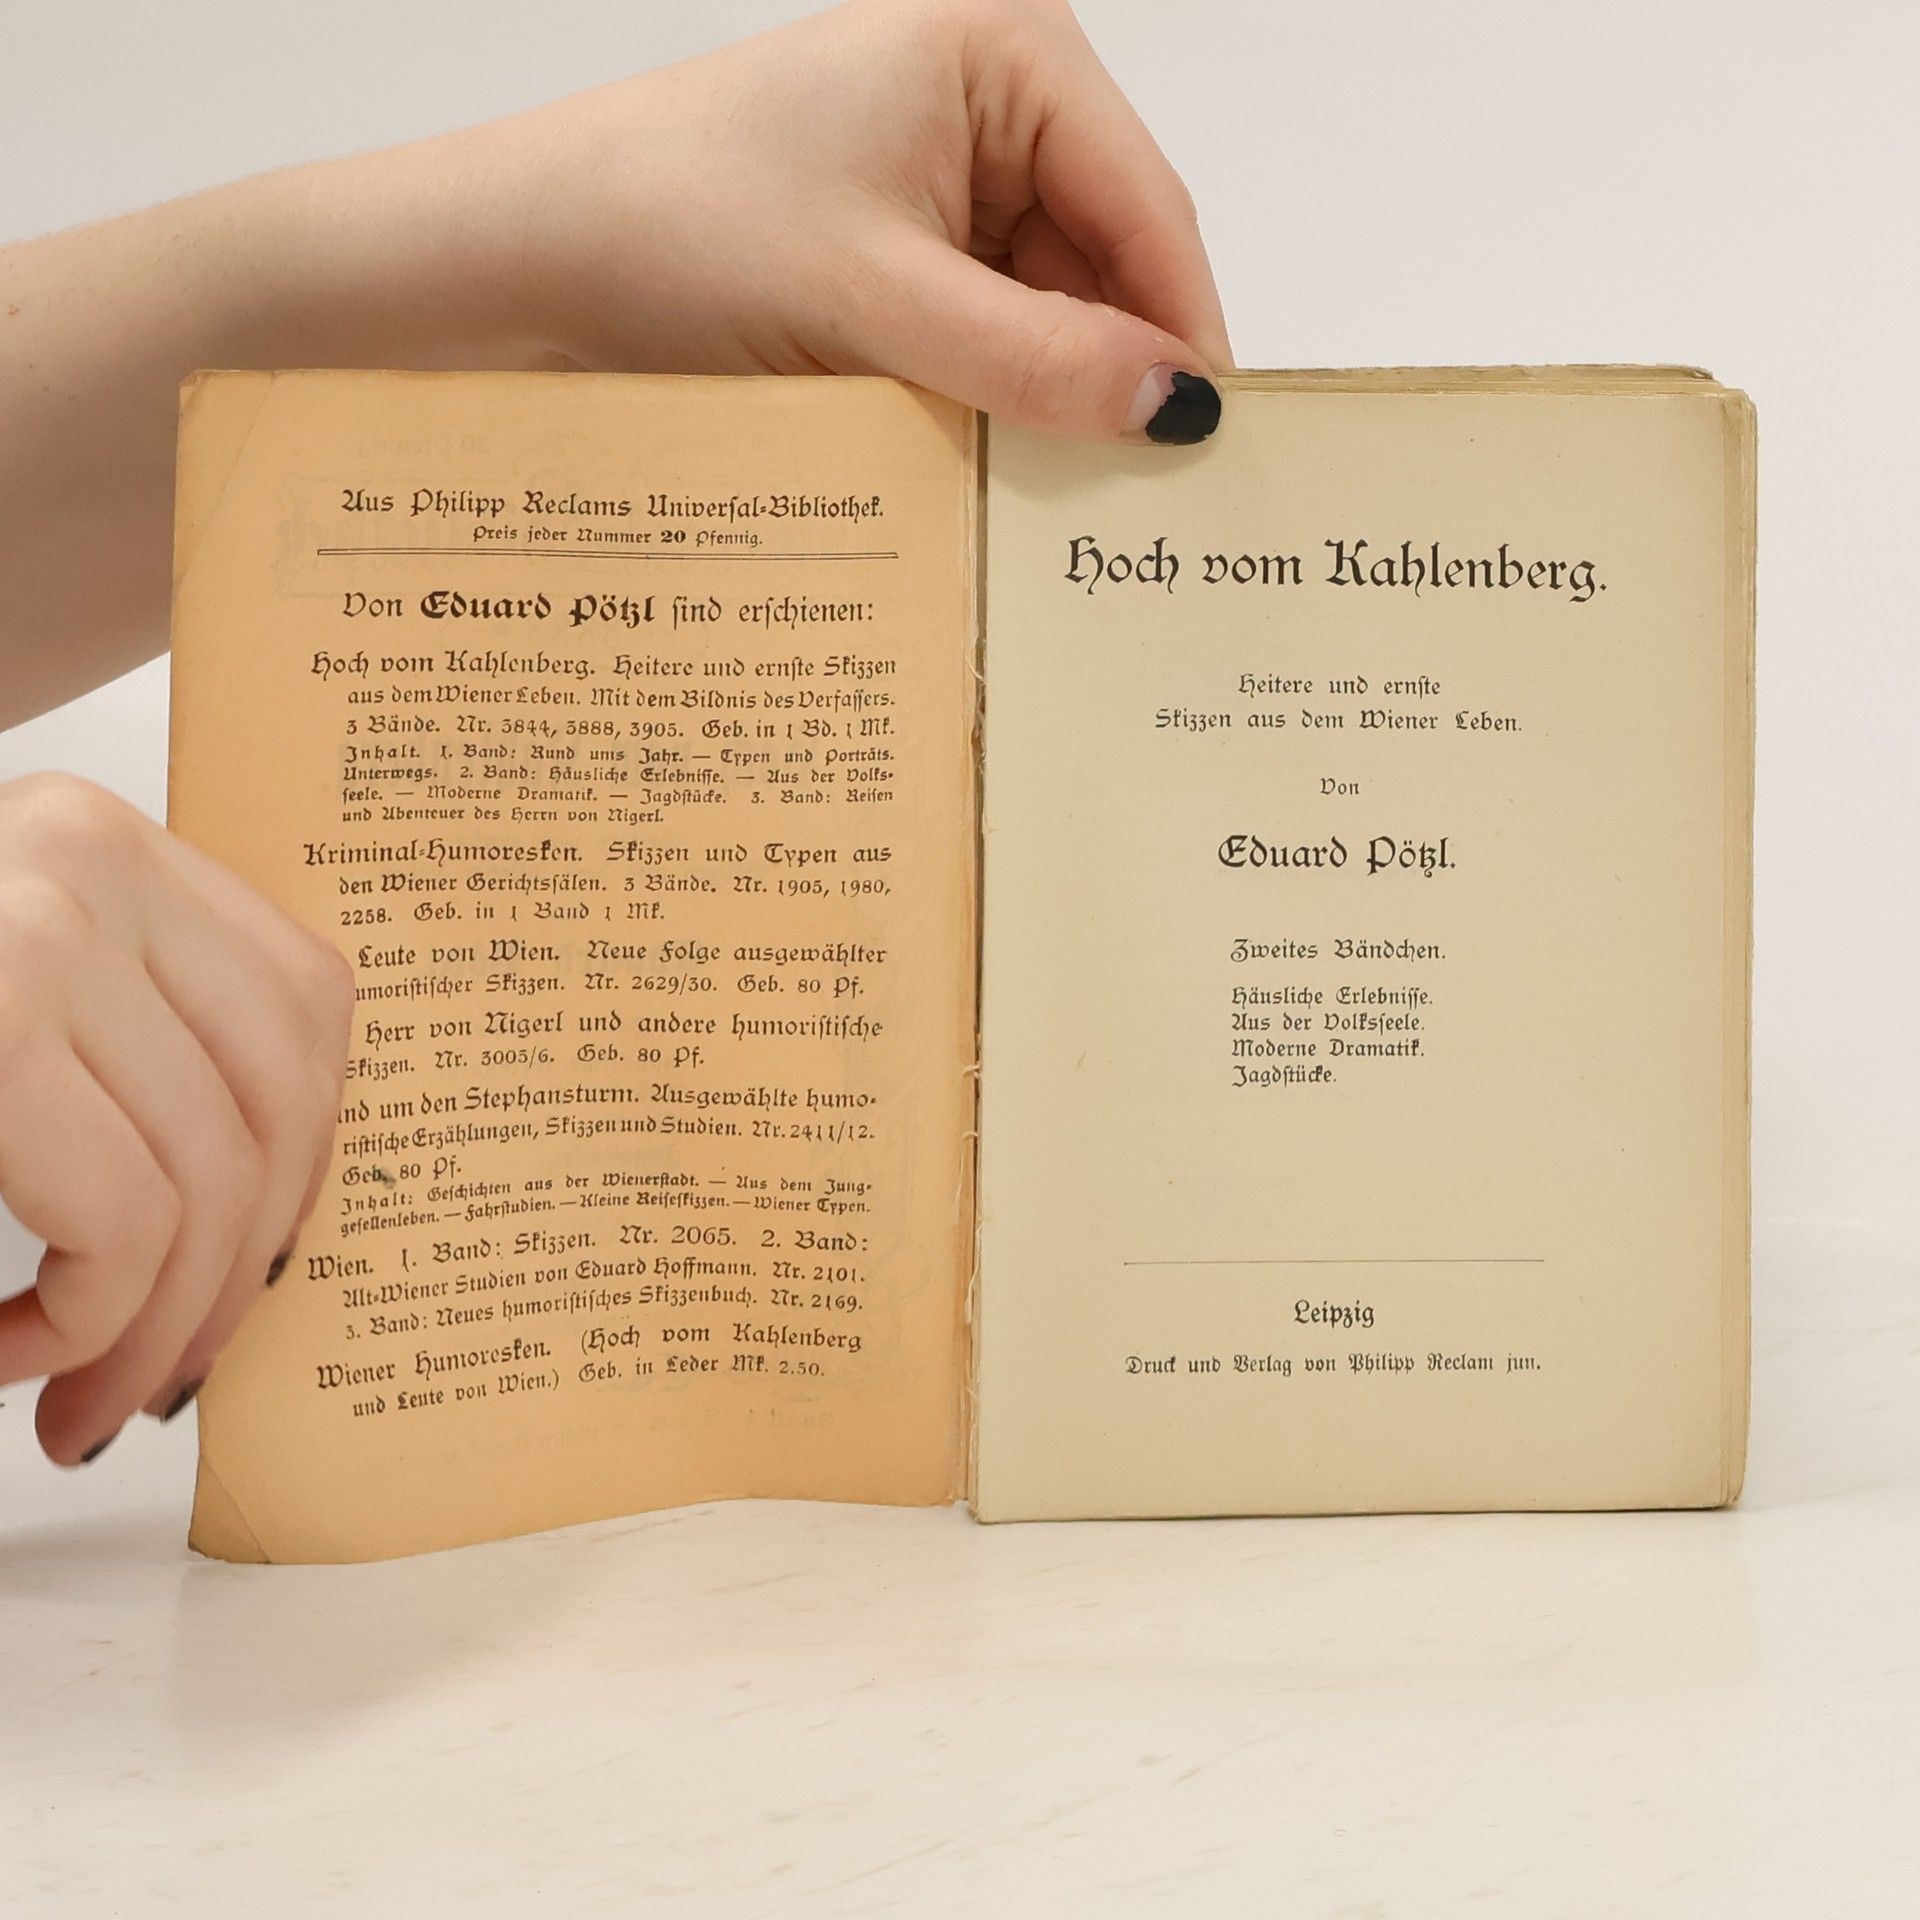 Aus Philipp Reclams Universal-Bibliothek.
Preis jeder Nummer 20 Pfennig.
Von Eduard Pötzl sind erschienen:
Hoch vom Kahlenberg. Heitere und ernste Skizzen
aus dem Wiener Leben. Mit dem Bildnis des Verfassers.
3 Bände. Nr. 3844, 3888, 3905. Geb. in 1 Bd. 1 Mk.
Inhalt. 1. Band: Rund ums Jahr. — Typen und Porträts.
Unterwegs. 2. Band: Häusliche Erlebnisse. — Aus der Volks-
seele. — Moderne Dramatik. — Jagdstücke. 3. Band: Reisen
und Abenteuer des Herrn von Nigerl.
Kriminal-Humoresken. Skizzen und Typen aus
den Wiener Gerichtssälen. 3 Bände. Nr. 1905, 1980,
2258. Geb. in 1 Band 1 Mk.
Leute von Wien. Neue Folge ausgewählter
umoristischer Skizzen. Nr. 2629/30. Geb. 80 Pf.
Herr von Nigerl und andere humoristische
Skizzen. Nr. 3005/6. Geb. 80 Pf.
nd um den Stephansturm. Ausgewählte humo-
ristische Erzählungen, Skizzen und Studien. Nr. 2411/12.
Geb. 80 Pf.
Inhalt: Geschichten aus der Wienerstadt. — Aus dem Jung-
gesellenleben. — Fahrstudien. — Kleine Reiseskizzen. — Wiener Typen.
Wien. 1. Band: Skizzen. Nr. 2065. 2. Band:
Alt-Wiener Studien von Eduard Hoffmann. Nr. 2101.
3. Band: Neues humoristisches Skizzenbuch. Nr. 2169.
Wiener Humoresken. (Hoch vom Kahlenberg
und Leute von Wien.) Geb. in Leder Mk. 2.50.
Hoch vom Kahlenberg.
Heitere und ernste
Skizzen aus dem Wiener Leben.
Von
Eduard Pötzl.
Zweites Bändchen.
Häusliche Erlebnisse.
Aus der Volksseele.
Moderne Dramatik.
Jagdstücke.
Leipzig
Druck und Verlag von Philipp Reclam jun.